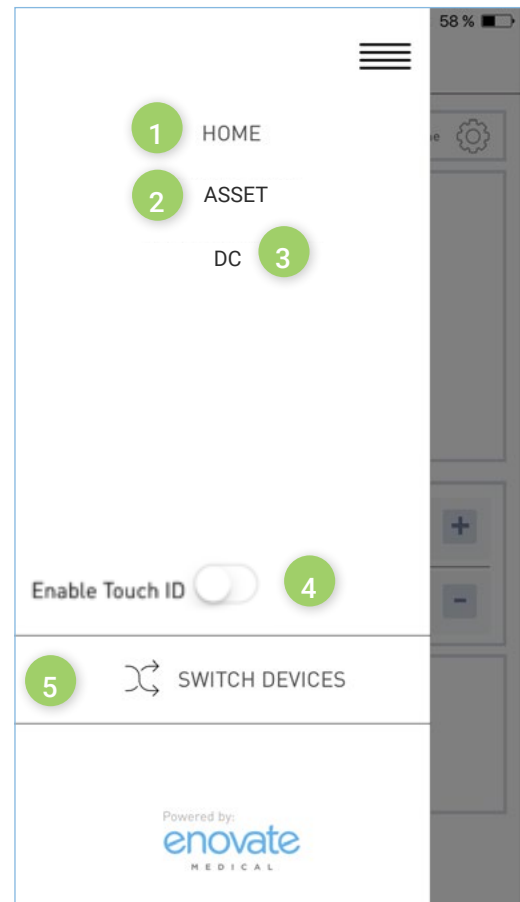 58 %
1 HOME
e
2 ASSET
DC 3
+
Enable Touch ID 4
-
5 SWITCH DEVICES
Powered by:
enovate
MEDICAL